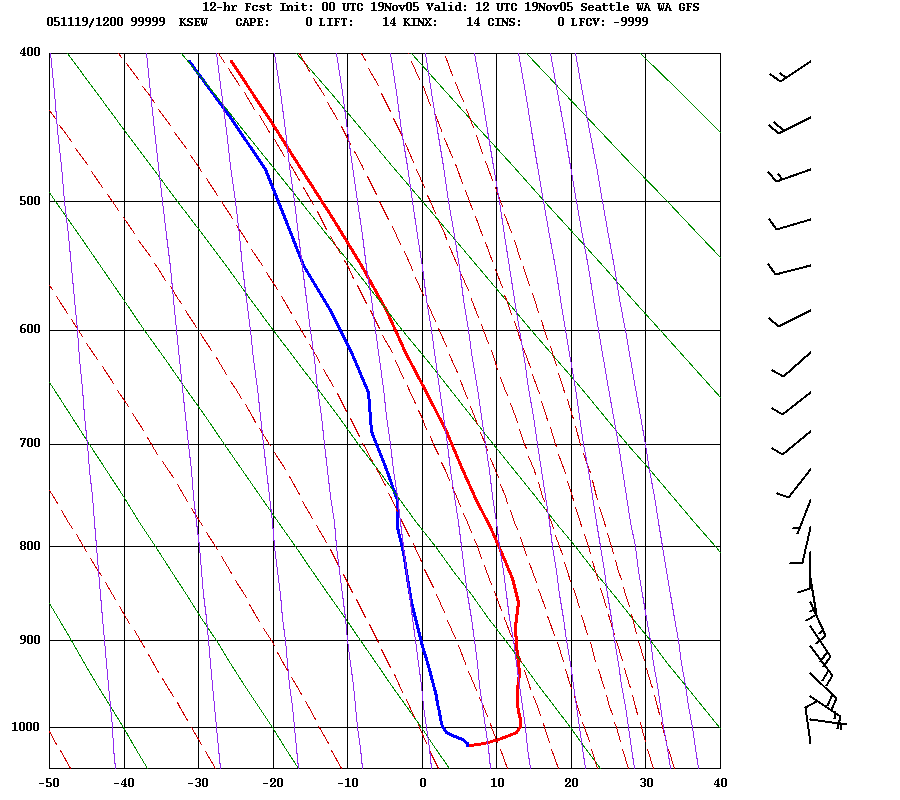 12-hr Fcst Init: 00 UTC 19Nov05 Valid: 12 UTC 19Nov05 Seattle WA WA GFS
051119/1200 99999 KSEW CAPE: 0 LIFT: 14 KINX: 14 CINS: 0 LFCV: -9999
400
500
600
700
800
900
1000
-50 -40 -30 -20 -10 0 10 20 30 40